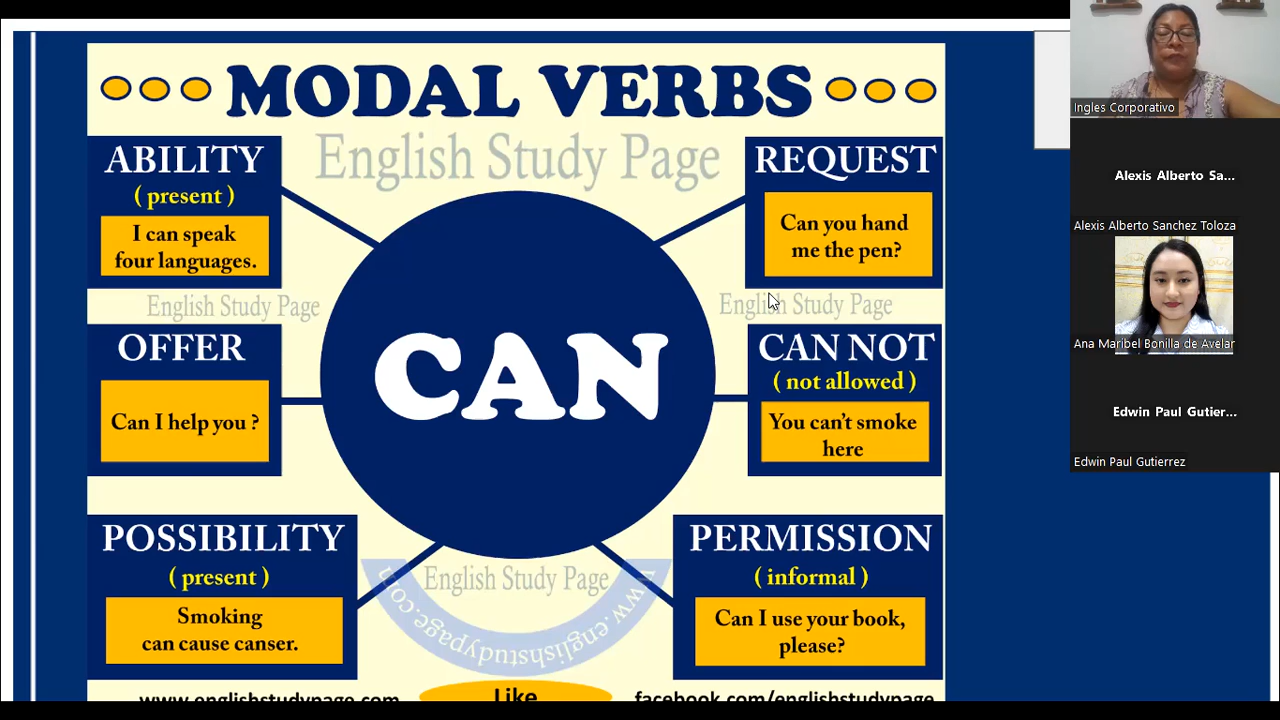 MODAL VERBS
English Study Page
ABILITY
( present )
I can speak
four languages.
REQUEST
Can you hand
me the pen?
English Study Page
English Study Page
OFFER
Can I help you ?
CAN
CAN NOT
( not allowed )
You can't smoke
here
POSSIBILITY
( present )
Smoking
can cause canser.
English Study Page
www.englishstudypage.com
PERMISSION
( informal )
Can I use your book,
please?
www.englishstudypage.com
Like
facebook.com/englishstudypage
Ingles Corporativo
Alexis Alberto Sa...
Alexis Alberto Sanchez Toloza
Ana Maribel Bonilla de Avelar
Edwin Paul Gutier...
Edwin Paul Gutierrez